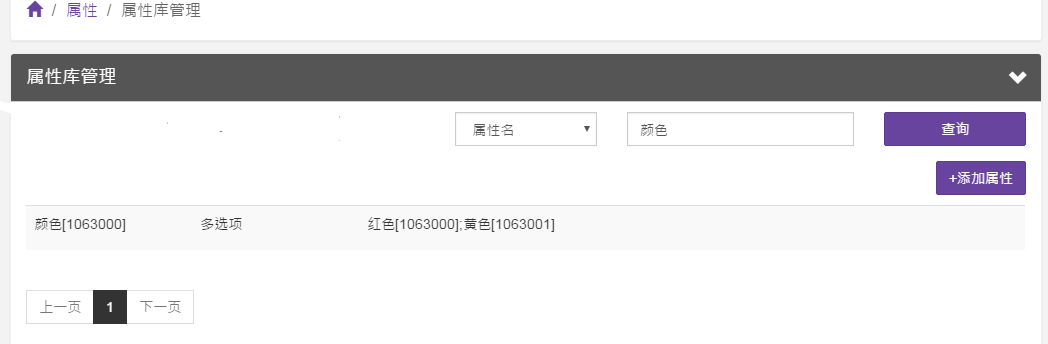 / 属性 / 属性库管理
属性库管理
属性名 颜色 查询
+添加属性
颜色[1063000] 多选项 红色[1063000];黄色[1063001]
上一页 1 下一页